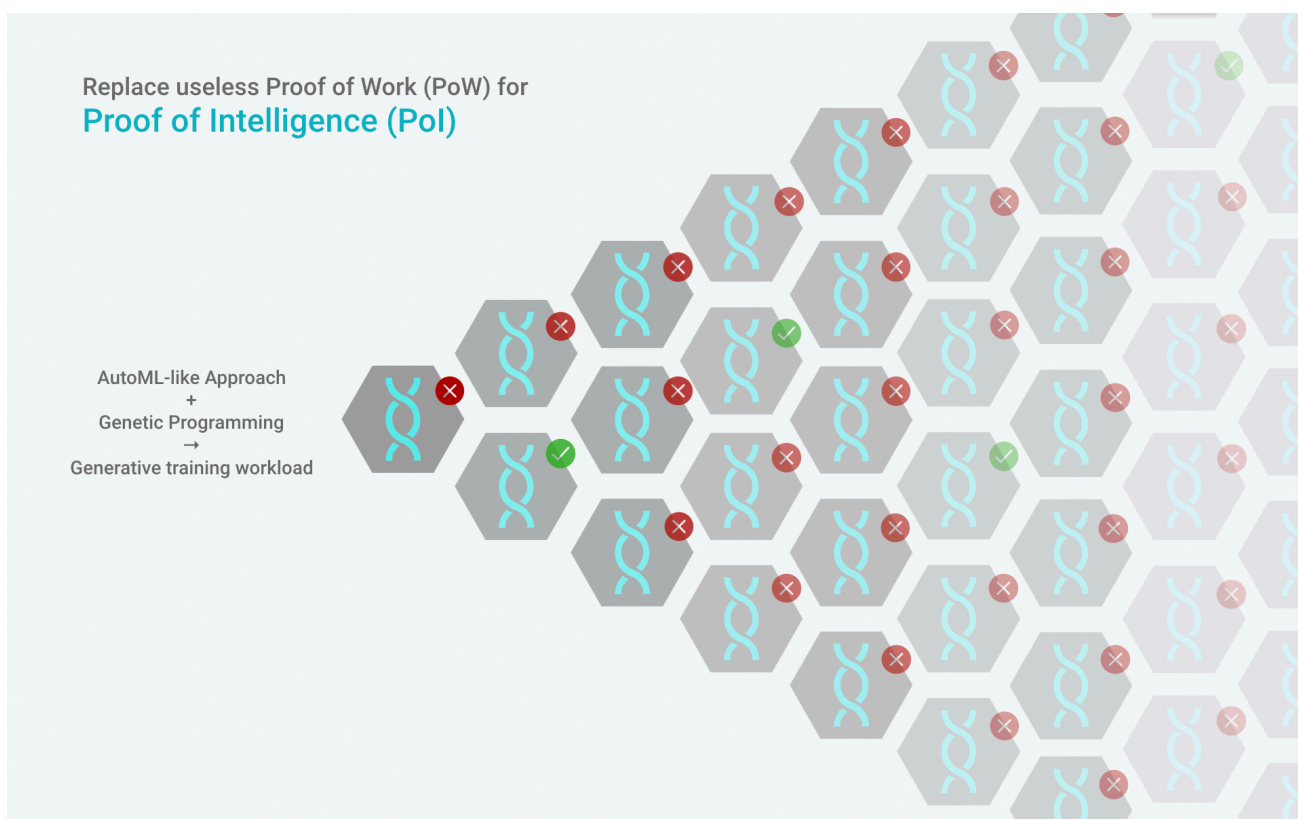 Replace useless Proof of Work (PoW) for
Proof of Intelligence (PoI)
AutoML-like Approach
+
Genetic Programming
→
Generative training workload